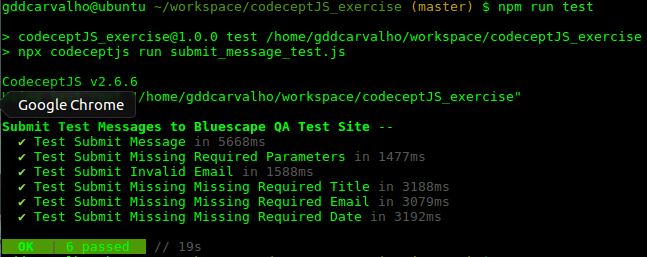 gddcarvalho@ubuntu ~/workspace/codeceptJS_exercise (master) $ npm run test
> codeceptJS_exercise@1.0.0 test /home/gddcarvalho/workspace/codeceptJS_exercise
> npx codeceptjs run submit_message_test.js
CodeceptJS v2.6.6
/home/gddcarvalho/workspace/codeceptJS_exercise"
Google Chrome
Submit Test Messages to Bluescape QA Test Site --
✔ Test Submit Message in 5668ms
✔ Test Submit Missing Required Parameters in 1477ms
✔ Test Submit Invalid Email in 1588ms
✔ Test Submit Missing Missing Required Title in 3188ms
✔ Test Submit Missing Missing Required Email in 3079ms
✔ Test Submit Missing Missing Required Date in 3192ms
OK | 6 passed // 19s